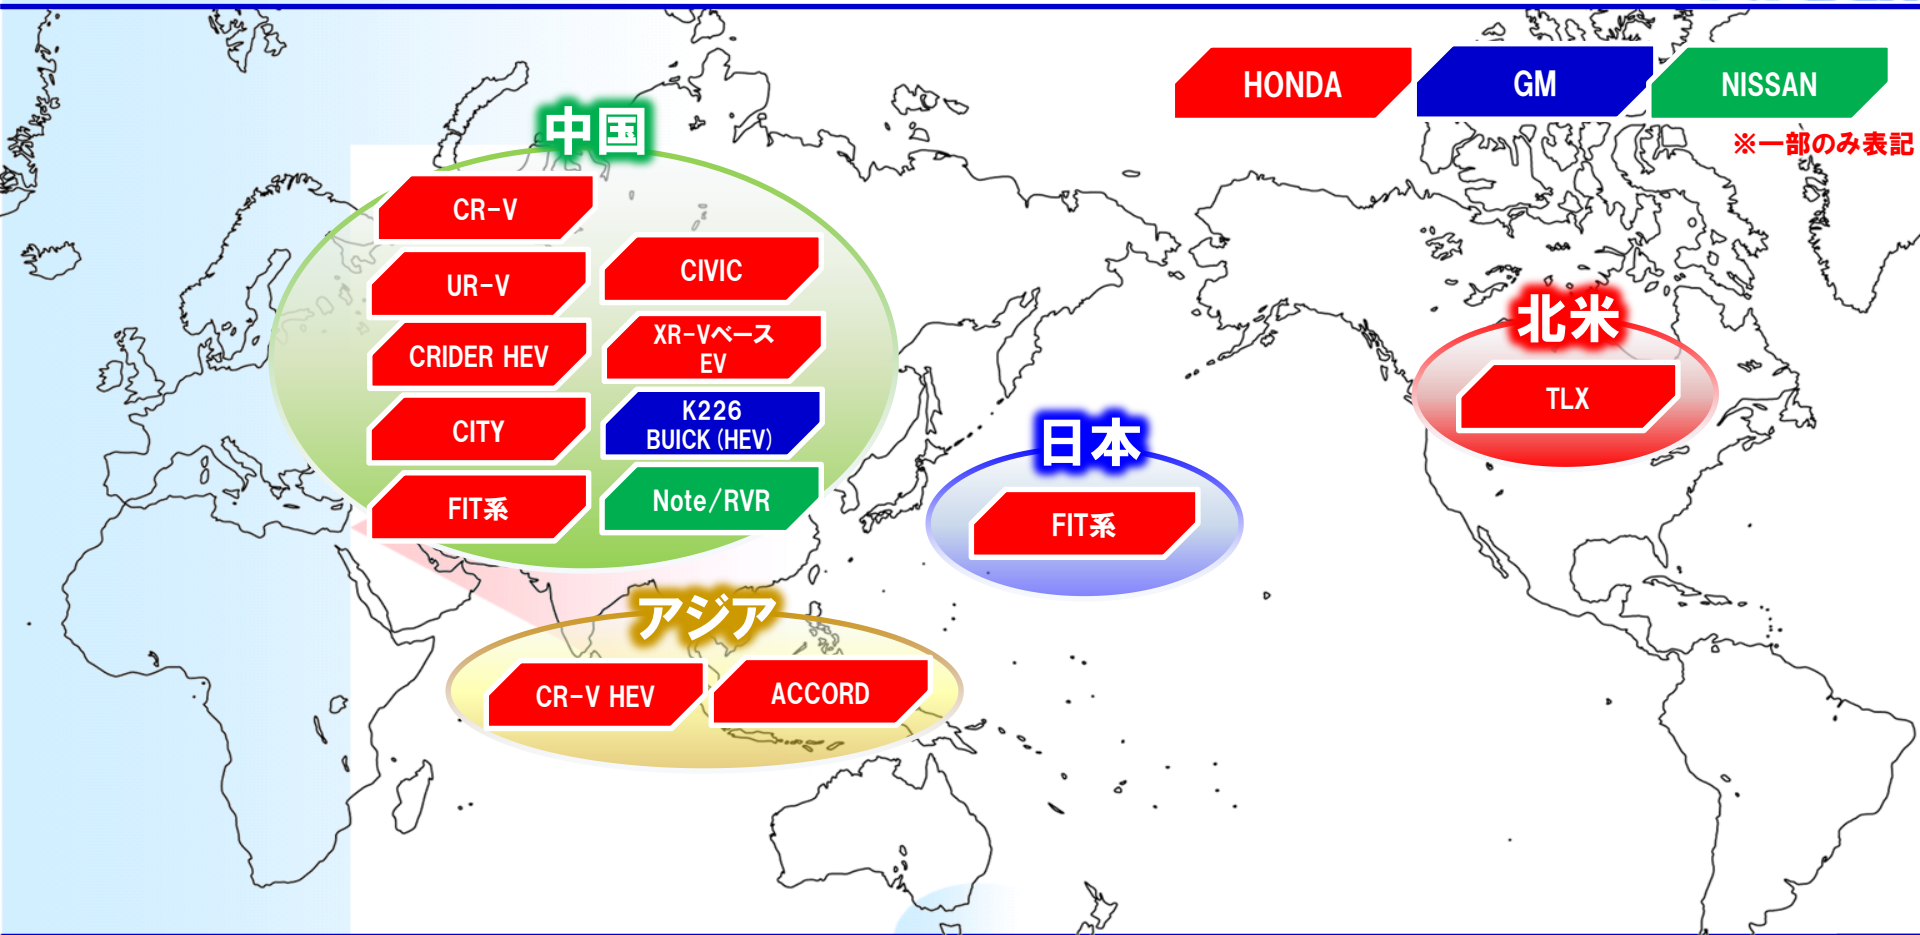 HONDA
GM
NISSAN
※一部のみ表記
中国
CR-V
UR-V
CRIDER HEV
CITY
FIT系
CIVIC
XR-Vベース
EV
K226
BUICK(HEV)
Note/RVR
日本
FIT系
北米
TLX
アジア
CR-V HEV
ACCORD